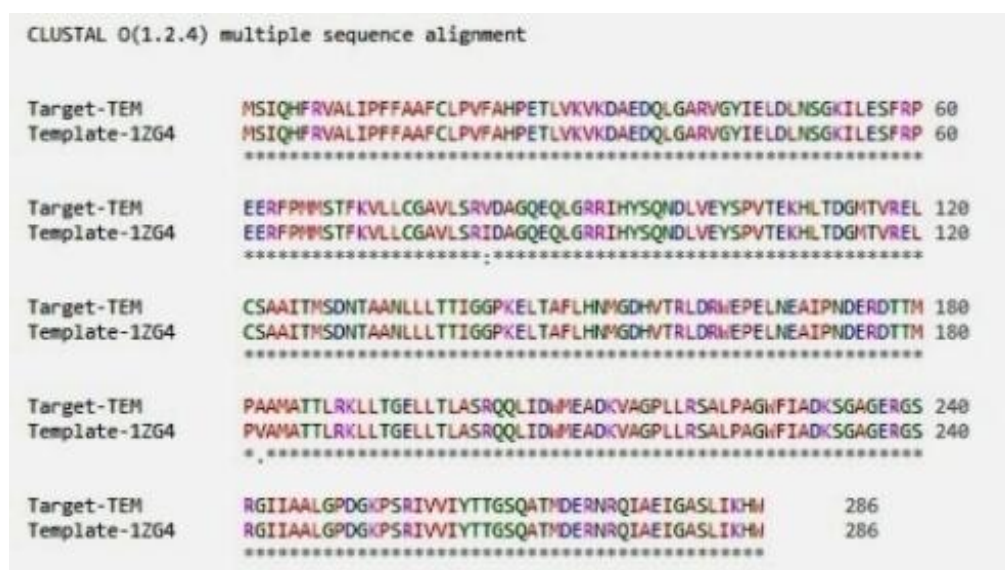 CLUSTAL O(1.2.4) multiple sequence alignment
Target-TEM MSIQHFRVALIPFFAAFCLPVFAHPETLVKVKDAEDQLGARVGYIELDLNSGKILESFRP 60
Template-1ZG4 MSIQHFRVALIPFFAAFCLPVFAHPETLVKVKDAEDQLGARVGYIELDLNSGKILESFRP 60
************************************************************
Target-TEM EERFPMMSTFKVLLCGAVLSRVDAGQEQLGRRIHYSQNDLVEYSPVTEKHLTDGMTVREL 120
Template-1ZG4 EERFPMMSTFKVLLCGAVLSRIDAGQEQLGRRIHYSQNDLVEYSPVTEKHLTDGMTVREL 120
*********************:**************************************
Target-TEM CSAAITMSDNTAANLLLTTIGGPKELTAFLHNMGDHVTRLDRWEPELNEAIPNDERDTTM 180
Template-1ZG4 CSAAITMSDNTAANLLLTTIGGPKELTAFLHNMGDHVTRLDRWEPELNEAIPNDERDTTM 180
************************************************************
Target-TEM PAAMATTLRKLLTGELLTLASRQQLIDWMEADKVAGPLLRSALPAGWFIADKSGAGERGS 240
Template-1ZG4 PVAMATTLRKLLTGELLTLASRQQLIDWMEADKVAGPLLRSALPAGWFIADKSGAGERGS 240
*.**********************************************************
Target-TEM RGIIAALGPDGKPSRIVVIYTTGSQATMDERNRQIAEIGASLIKHW 286
Template-1ZG4 RGIIAALGPDGKPSRIVVIYTTGSQATMDERNRQIAEIGASLIKHW 286
**********************************************